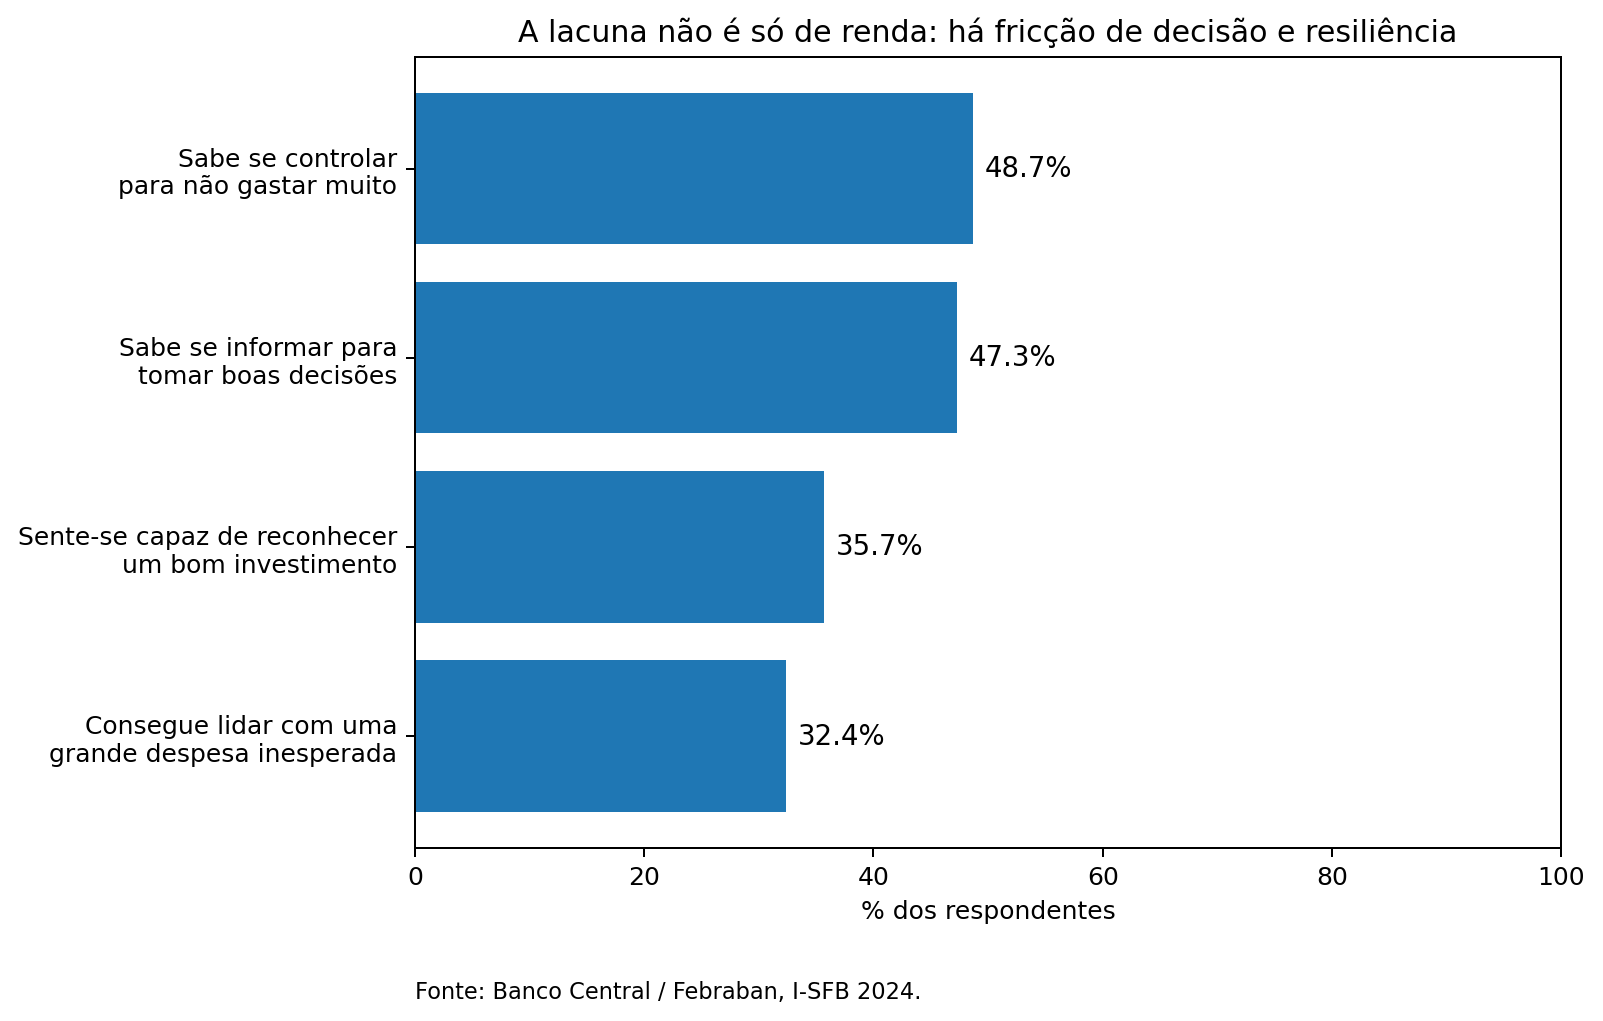 A lacuna não é só de renda: há fricção de decisão e resiliência
Sabe se controlar
para não gastar muito
48.7%
Sabe se informar para
tomar boas decisões
47.3%
Sente-se capaz de reconhecer
um bom investimento
35.7%
Consegue lidar com uma
grande despesa inesperada
32.4%
0 20 40 60 80 100
% dos respondentes
Fonte: Banco Central / Febraban, I-SFB 2024.